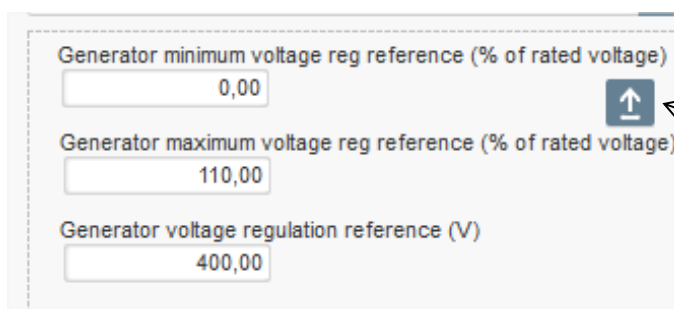 Generator minimum voltage reg reference (% of rated voltage)
0,00
Generator maximum voltage reg reference (% of rated voltage)
110,00
Generator voltage regulation reference (V)
400,00